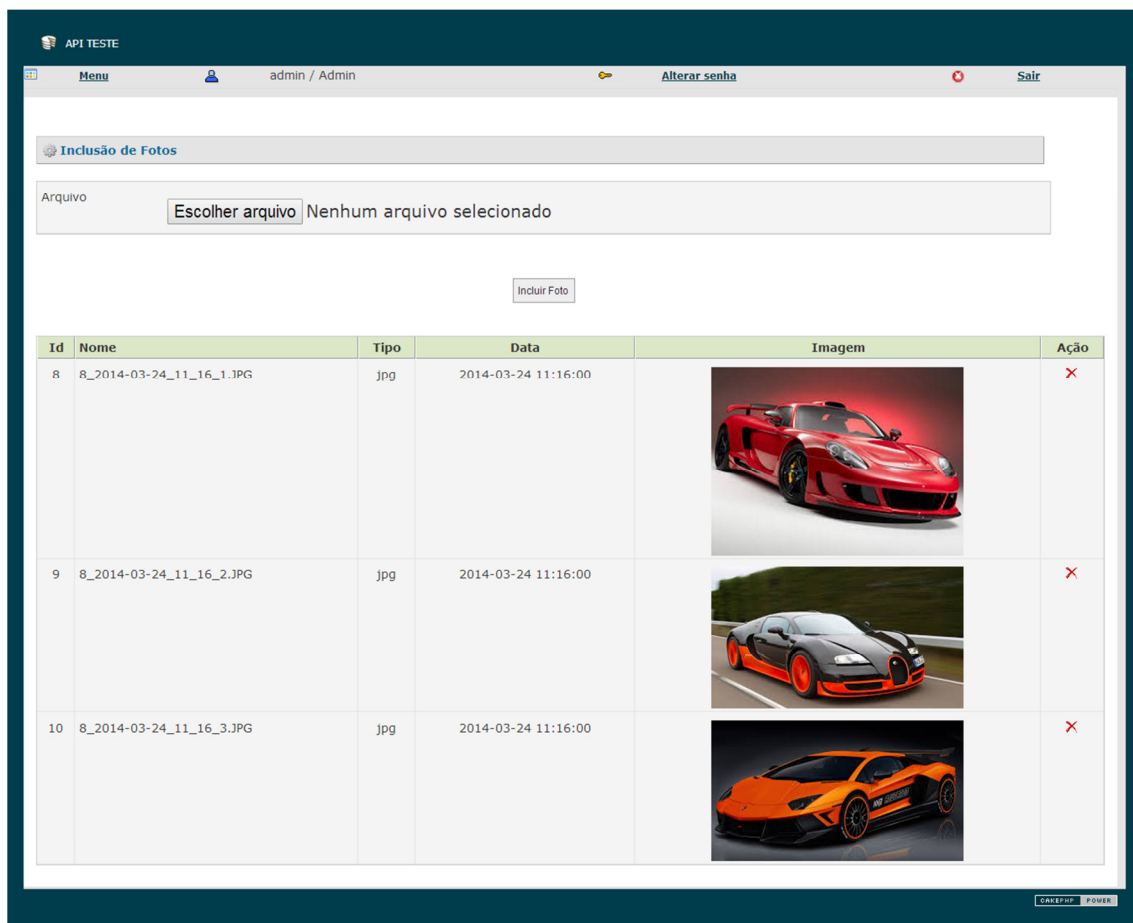 API TESTE
Menu admin / Admin Alterar senha Sair
Inclusão de Fotos
Arquivo
Escolher arquivo Nenhum arquivo selecionado
Incluir Foto
Id Nome Tipo Data Imagem Ação
8 8_2014-03-24_11_16_1.JPG jpg 2014-03-24 11:16:00
9 8_2014-03-24_11_16_2.JPG jpg 2014-03-24 11:16:00
10 8_2014-03-24_11_16_3.JPG jpg 2014-03-24 11:16:00
CAKEPHP POWER